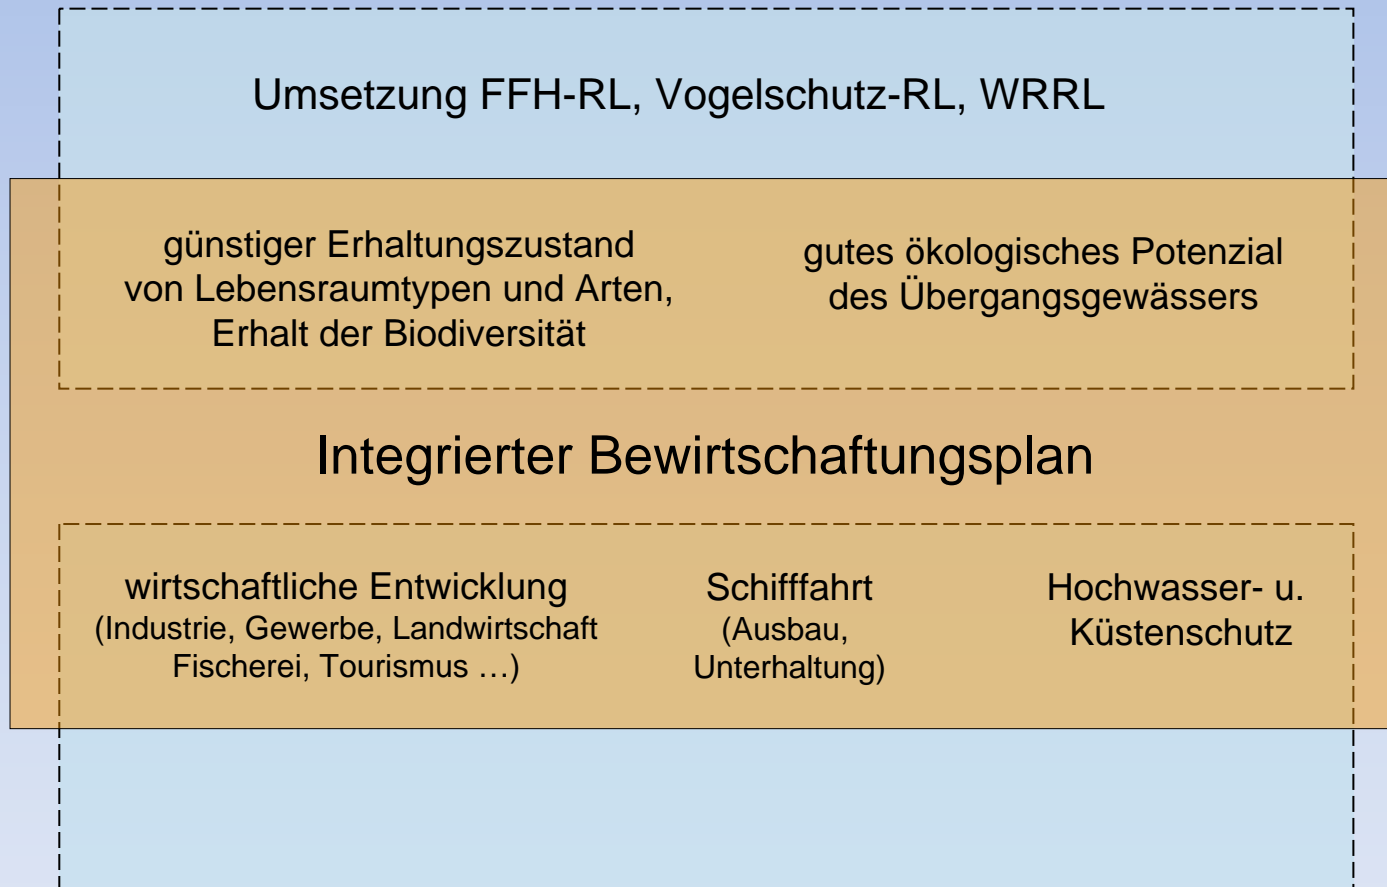 Umsetzung FFH-RL, Vogelschutz-RL, WRRL
günstiger Erhaltungszustand
von Lebensraumtypen und Arten,
Erhalt der Biodiversität
gutes ökologisches Potenzial
des Übergangsgewässers
Integrierter Bewirtschaftungsplan
wirtschaftliche Entwicklung
(Industrie, Gewerbe, Landwirtschaft
Fischerei, Tourismus …)
Schifffahrt
(Ausbau,
Unterhaltung)
Hochwasser- u.
Küstenschutz